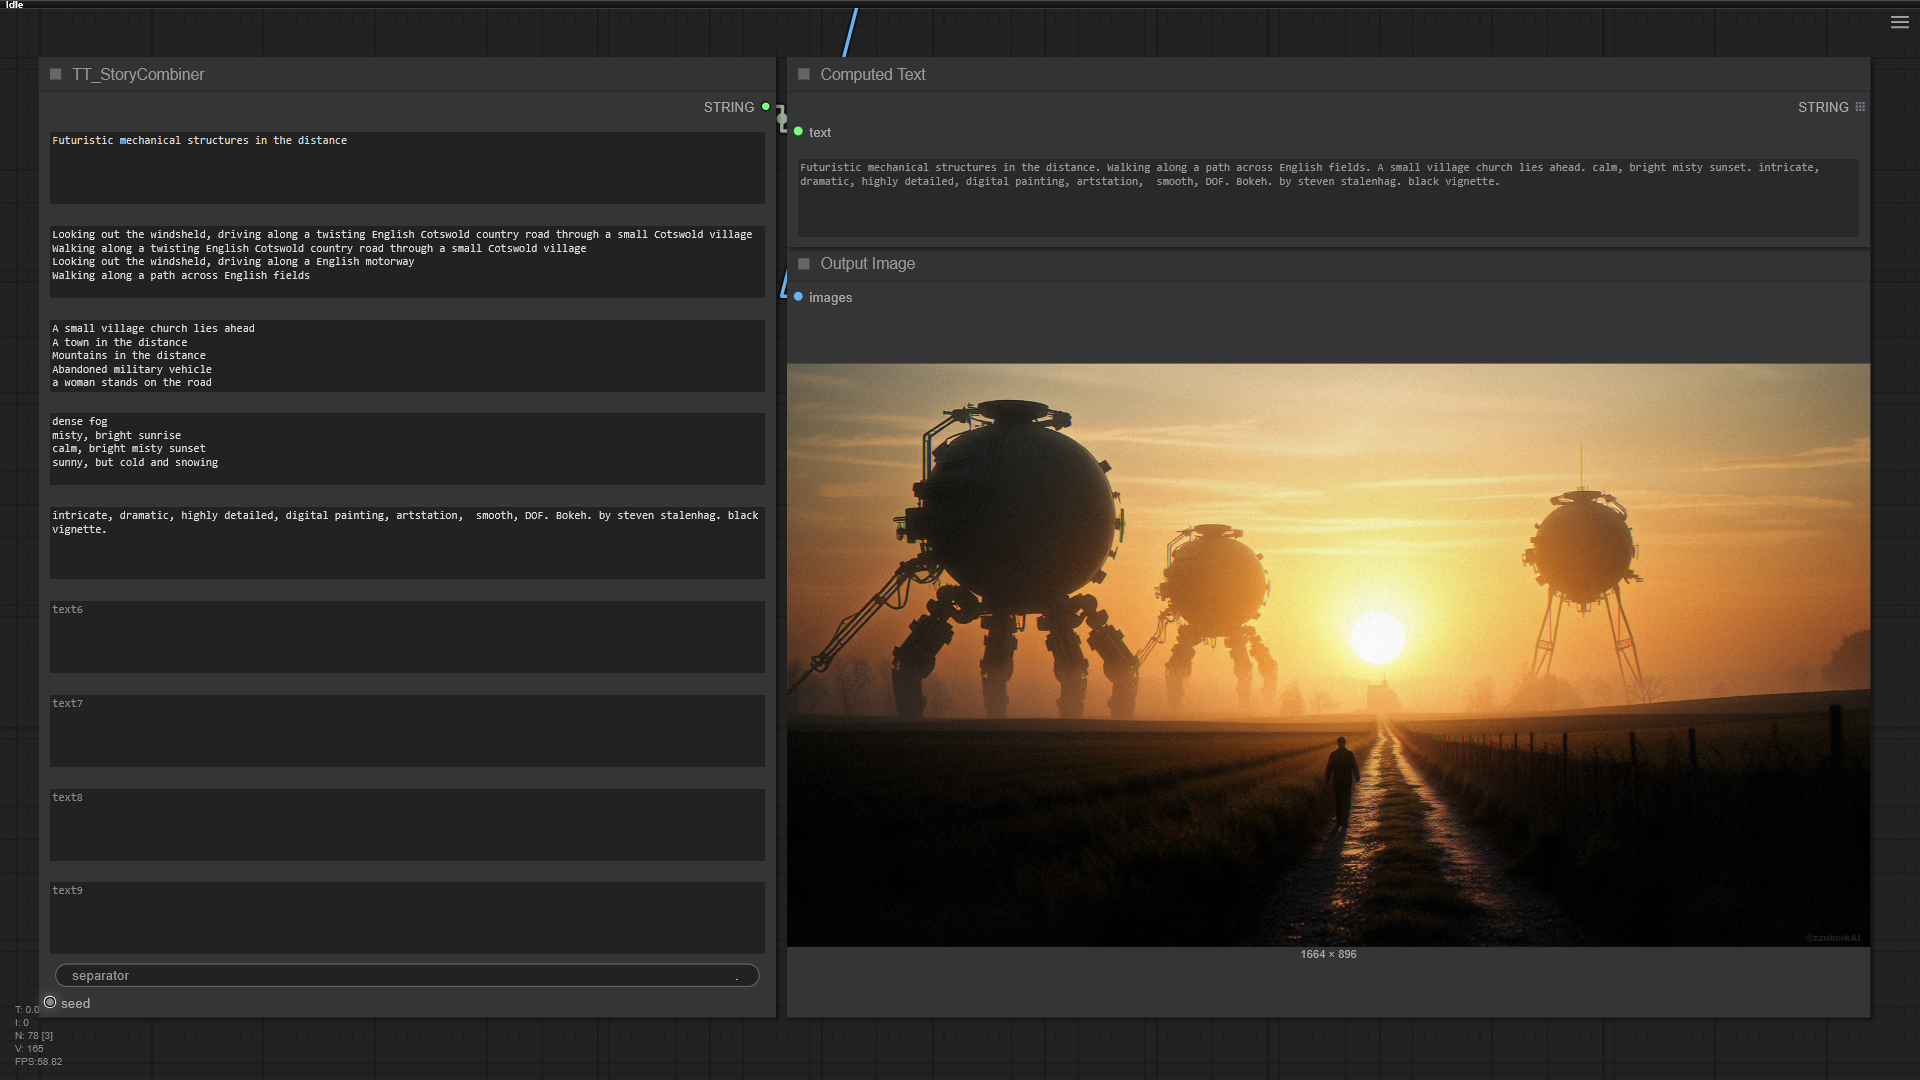 Idle
TT_StoryCombiner
STRING
Futuristic mechanical structures in the distance
Looking out the windsheld, driving along a twisting English Cotswold country road through a small Cotswold village
Walking along a twisting English Cotswold country road through a small Cotswold village
Looking out the windsheld, driving along a English motorway
Walking along a path across English fields
A small village church lies ahead
A town in the distance
Mountains in the distance
Abandoned military vehicle
a woman stands on the road
dense fog
misty, bright sunrise
calm, bright misty sunset
sunny, but cold and snowing
intricate, dramatic, highly detailed, digital painting, artstation,  smooth, DOF. Bokeh. by steven stalenhag. black
vignette.
text6
text7
text8
text9
separator .
seed
T: 0.0
I: 0
N: 78 [3]
V: 165
FPS:58.82
Computed Text
STRING
text
Futuristic mechanical structures in the distance. Walking along a path across English fields. A small village church lies ahead. calm, bright misty sunset. intricate,
dramatic, highly detailed, digital painting, artstation,  smooth, DOF. Bokeh. by steven stalenhag. black vignette.
Output Image
images
1664 × 896